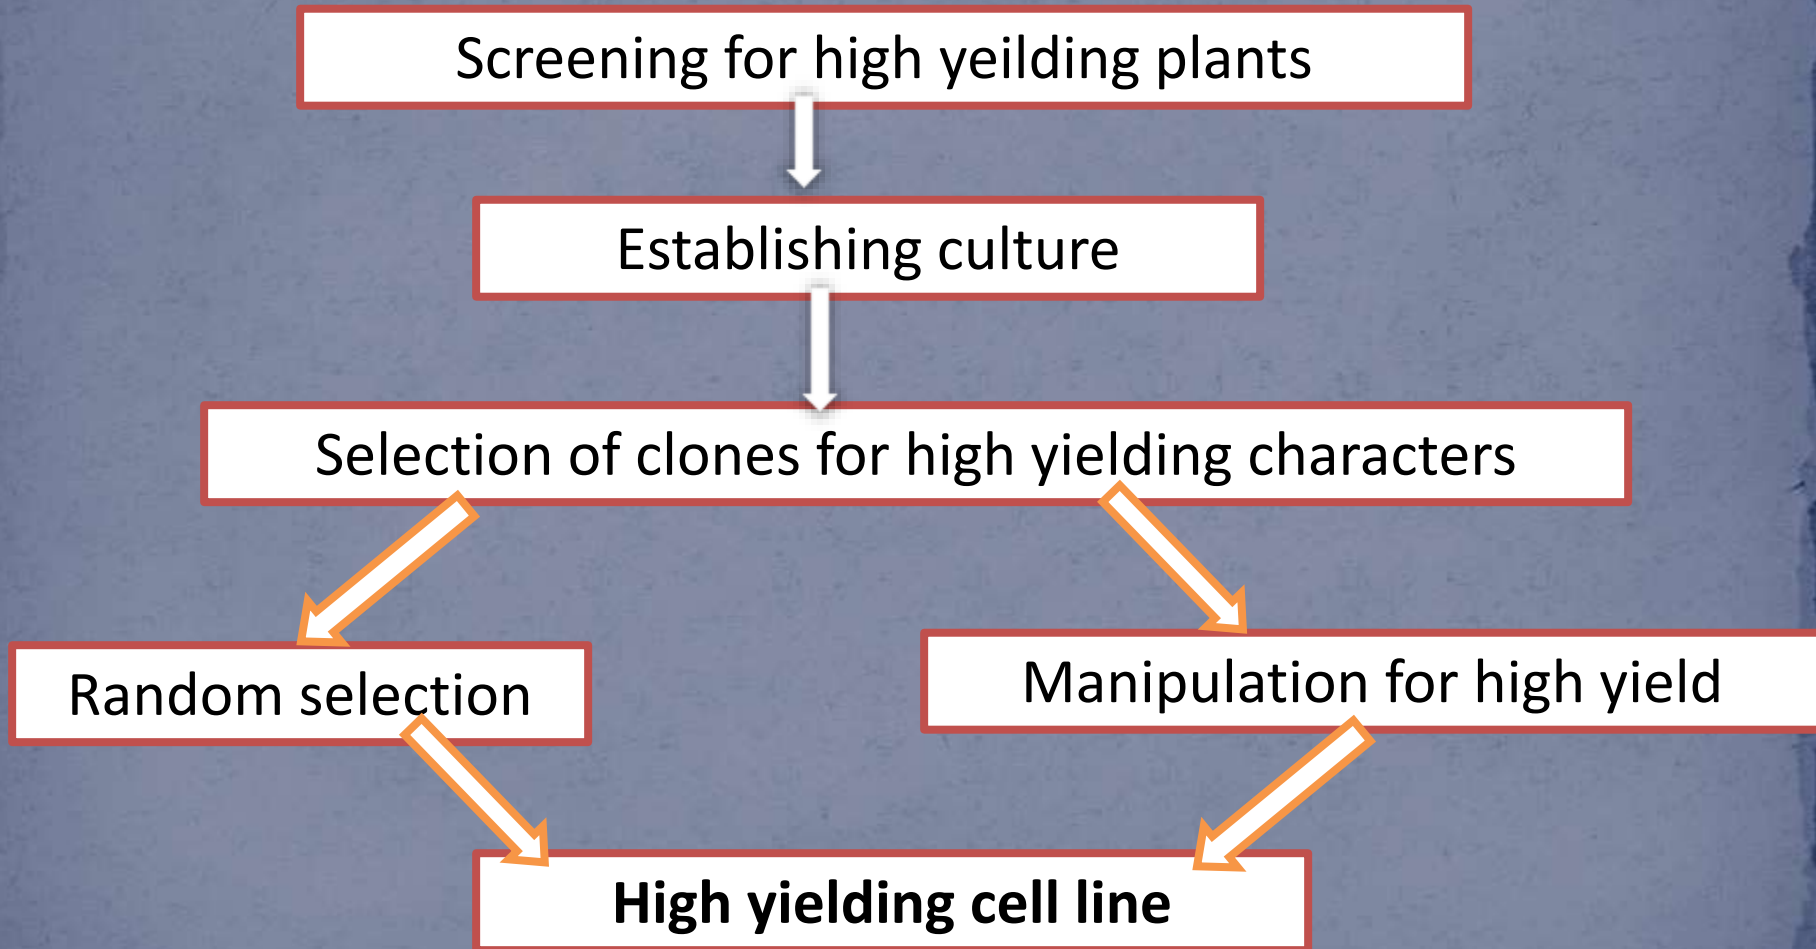 Screening for high yeilding plants
Establishing culture
Selection of clones for high yielding characters
Random selection
Manipulation for high yield
High yielding cell line